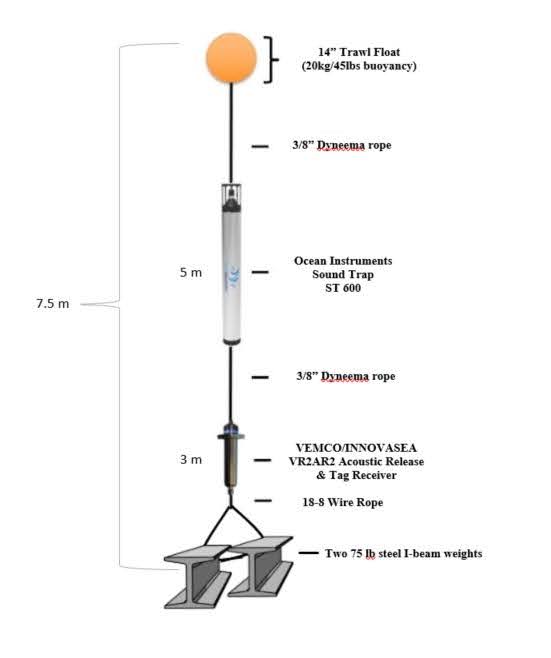 14” Trawl Float
(20kg/45lbs buoyancy)
3/8” Dyneema rope
Ocean Instruments
Sound Trap
ST 600
5 m
7.5 m
3/8” Dyneema rope
VEMCO/INNOVASEA
VR2AR2 Acoustic Release
& Tag Receiver
3 m
18-8 Wire Rope
Two 75 lb steel I-beam weights